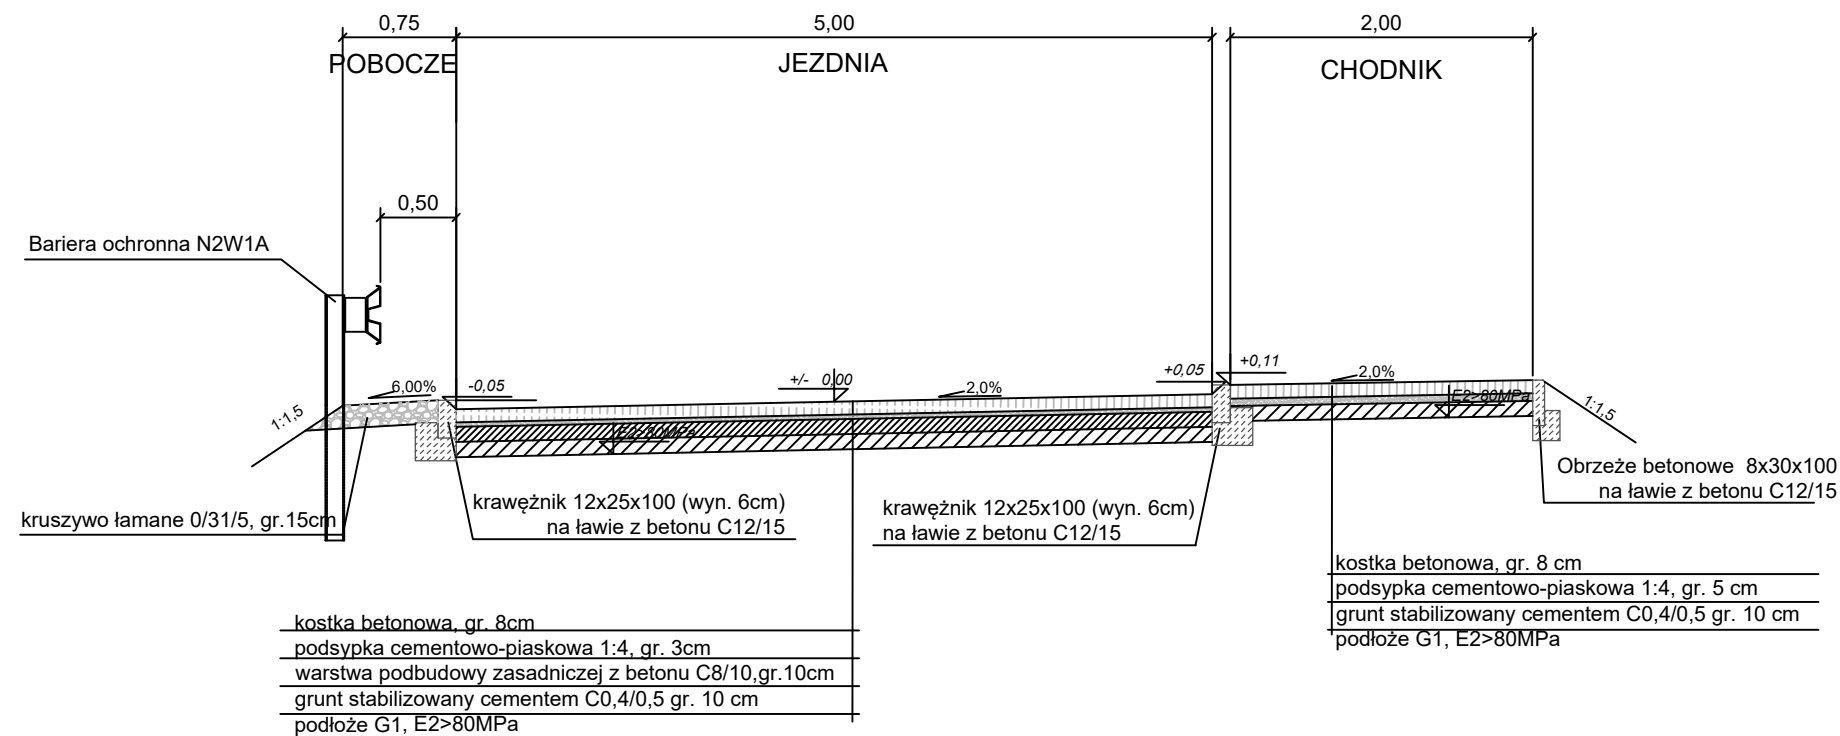 0,75
5,00
2,00
POBOCZE
JEZDNIA
CHODNIK
0,50
Bariera ochronna N2W1A
1:1,5
6,00%
-0,05
+/- 0,00
2,0%
+0,05
+0,11
2,0%
E2>80MPa
E2>80MPa
1:1,5
kruszywo łamane 0/31/5, gr.15cm
krawężnik 12x25x100 (wyn. 6cm)
na ławie z betonu C12/15
krawężnik 12x25x100 (wyn. 6cm)
na ławie z betonu C12/15
Obrzeże betonowe 8x30x100
na ławie z betonu C12/15
kostka betonowa, gr. 8cm
podsypka cementowo-piaskowa 1:4, gr. 3cm
warstwa podbudowy zasadniczej z betonu C8/10,gr.10cm
grunt stabilizowany cementem C0,4/0,5 gr. 10 cm
podłoże G1, E2>80MPa
kostka betonowa, gr. 8 cm
podsypka cementowo-piaskowa 1:4, gr. 5 cm
grunt stabilizowany cementem C0,4/0,5 gr. 10 cm
podłoże G1, E2>80MPa